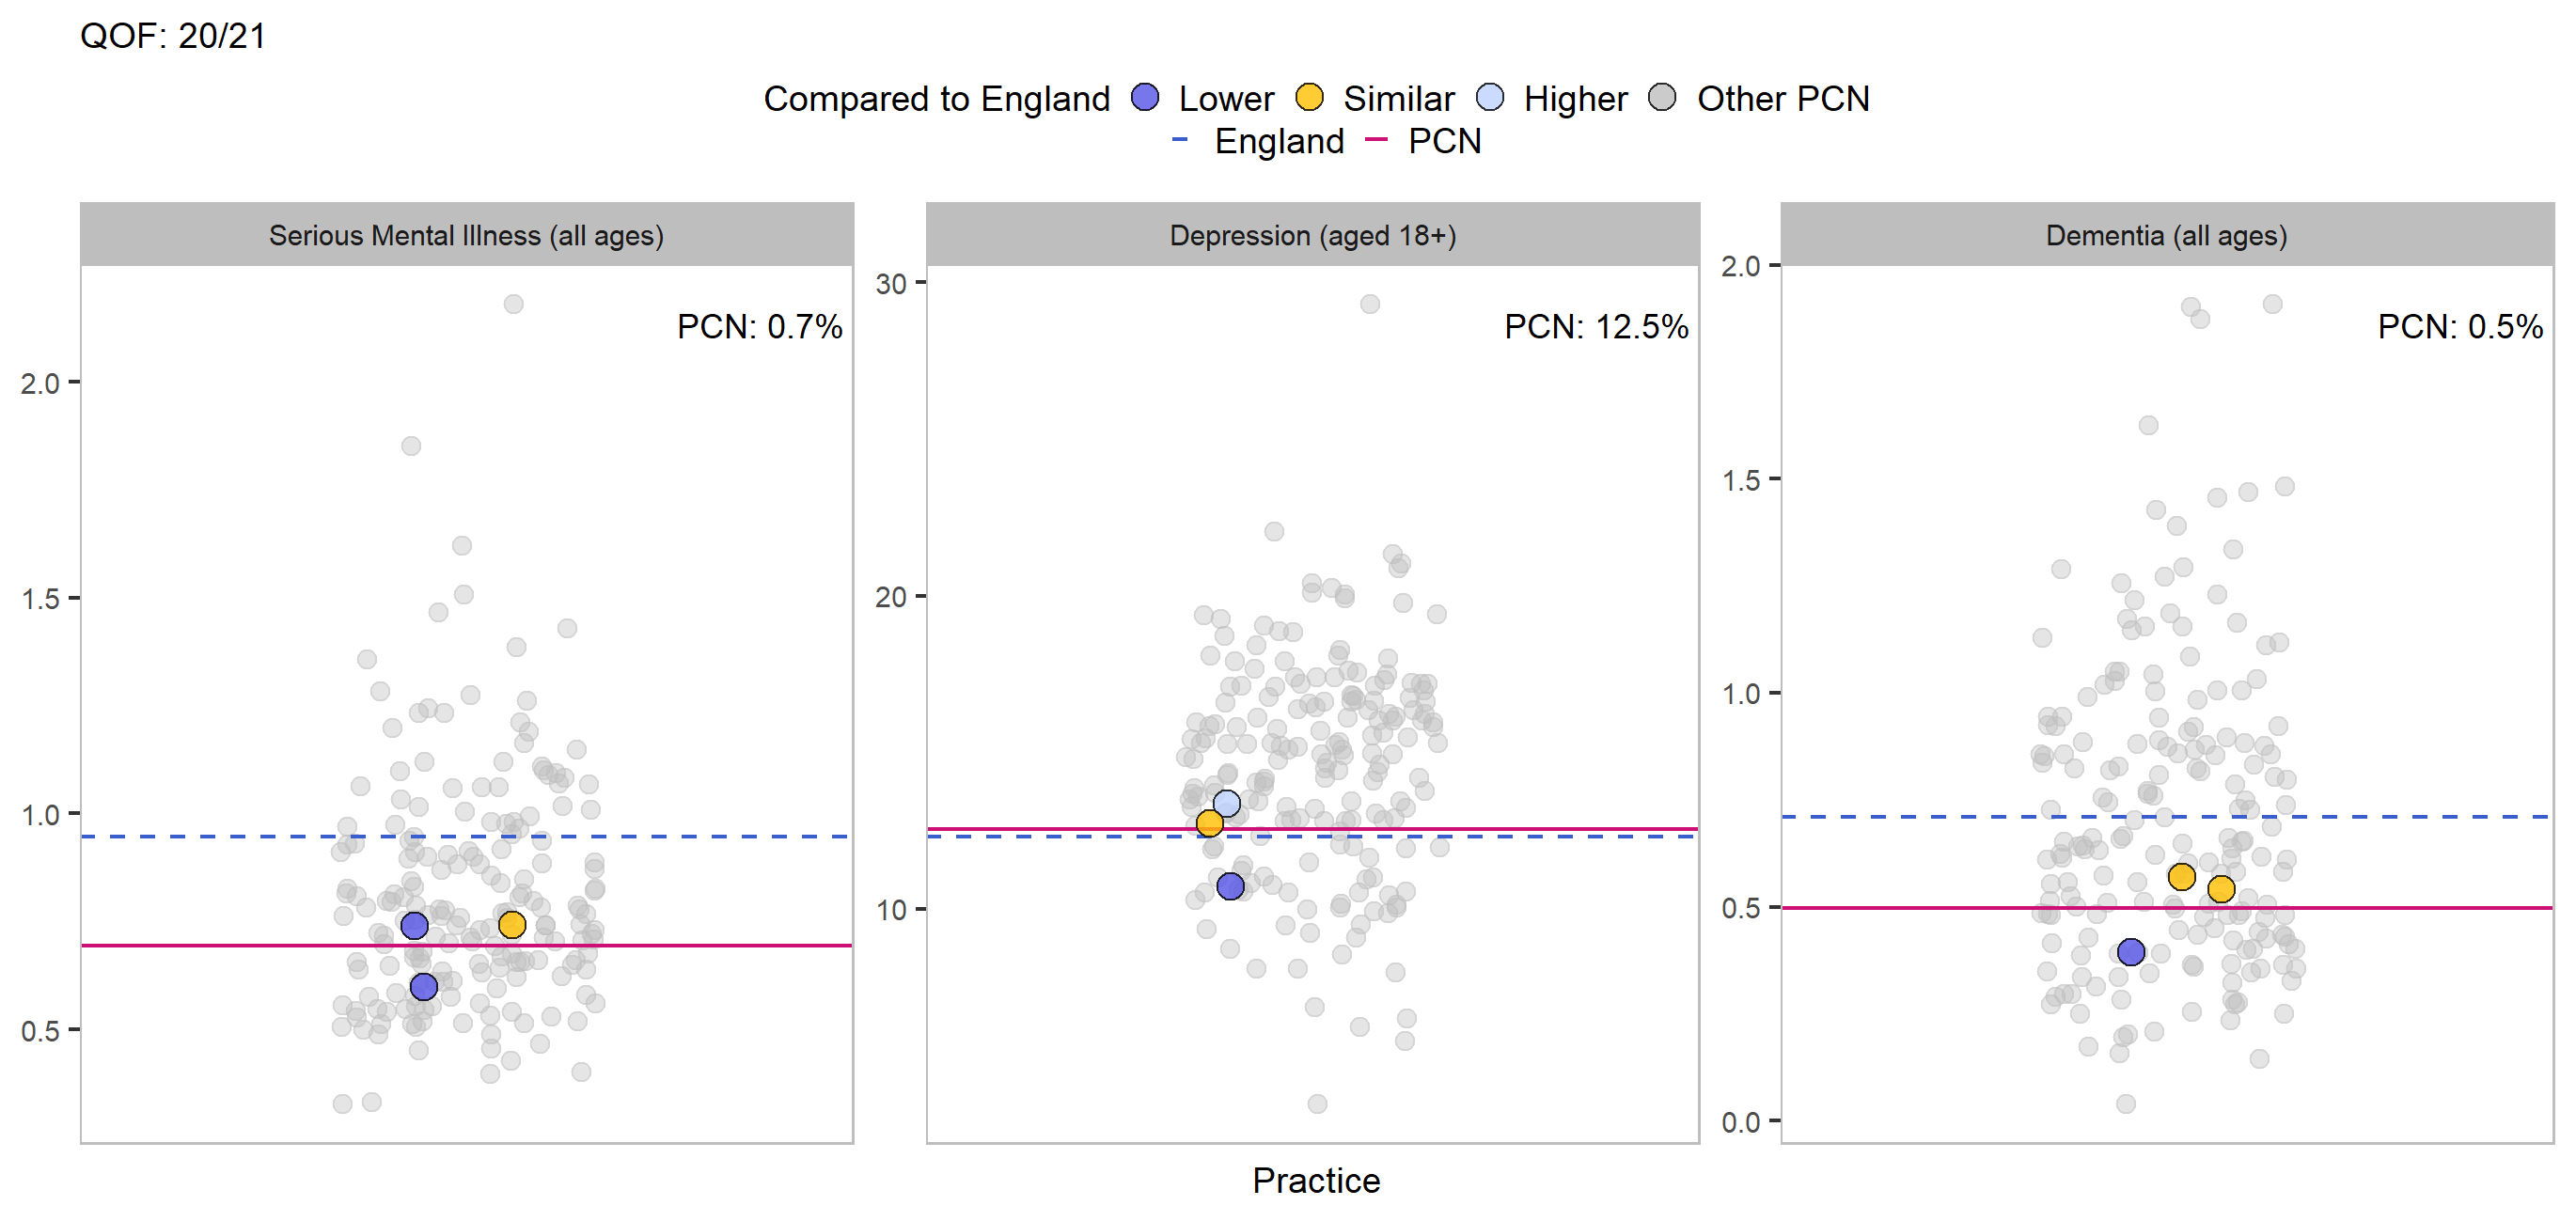 QOF: 20/21
Compared to England Lower Similar Higher Other PCN
England PCN
Serious Mental Illness (all ages)
PCN: 0.7%
2.0
1.5
1.0
0.5
Depression (aged 18+)
PCN: 12.5%
30
20
10
Dementia (all ages)
PCN: 0.5%
2.0
1.5
1.0
0.5
0.0
Practice